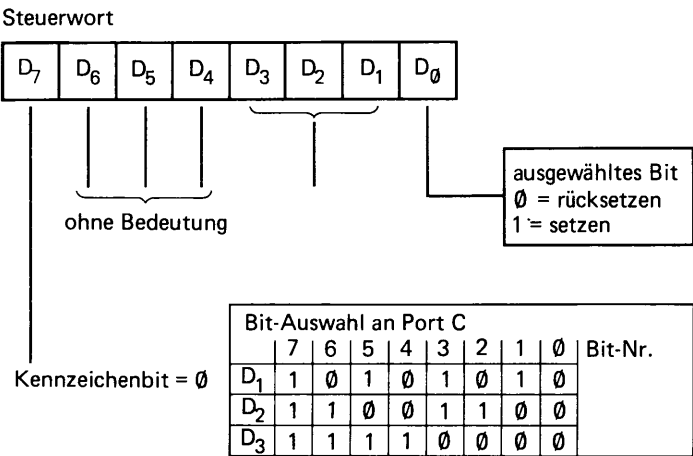 Steuerwort
D7 D6 D5 D4 D3 D2 D1 DØ
ausgewähltes Bit
Ø = rücksetzen
1 = setzen
ohne Bedeutung
Kennzeichenbit = Ø
Bit-Auswahl an Port C
7 6 5 4 3 2 1 Ø Bit-Nr.
D1 1 Ø 1 Ø 1 Ø 1 Ø
D2 1 1 Ø Ø 1 1 Ø Ø
D3 1 1 1 1 Ø Ø Ø Ø